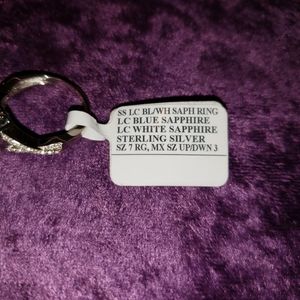 SS LC BL/WH SAPH RING
LC BLUE SAPPHIRE
LC WHITE SAPPHIRE
STERLING SILVER
SZ 7 RG, MX SZ UP/DWN 3